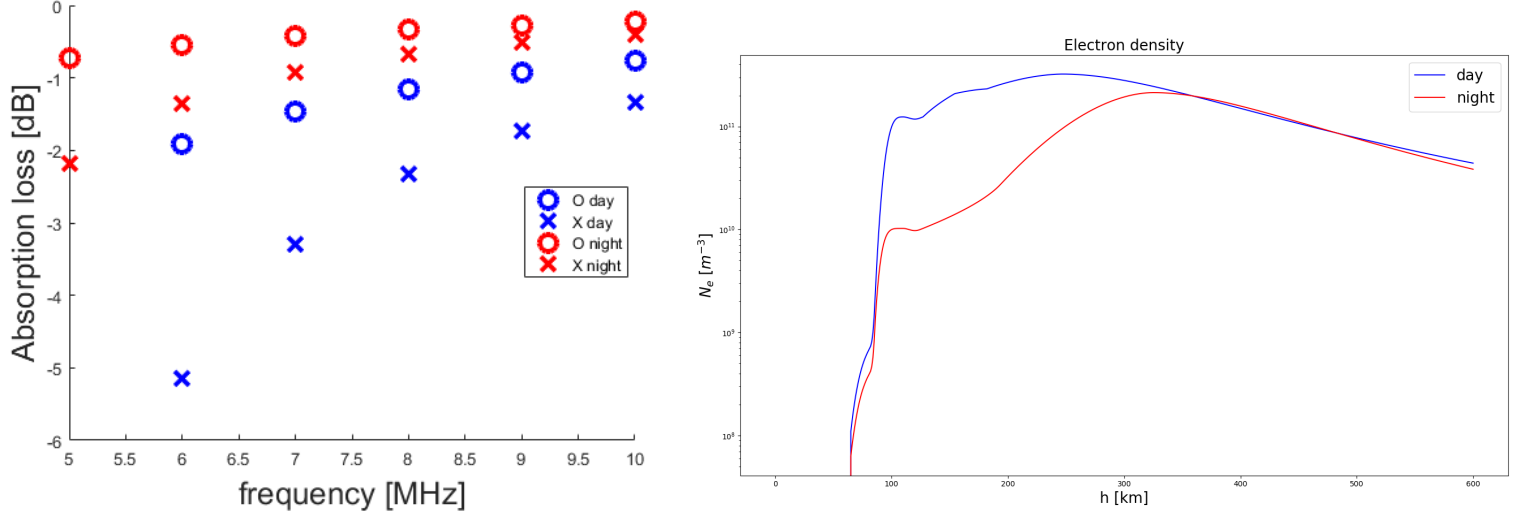 0
-1
-2
-3
-4
-5
-6
Absorption loss [dB]
5 5.5 6 6.5 7 7.5 8 8.5 9 9.5 10
frequency [MHz]
O day
X day
O night
X night
Electron density
day
night
10¹¹
10¹⁰
10⁹
10⁸
Nₑ [m⁻³]
0 100 200 300 400 500 600
h [km]